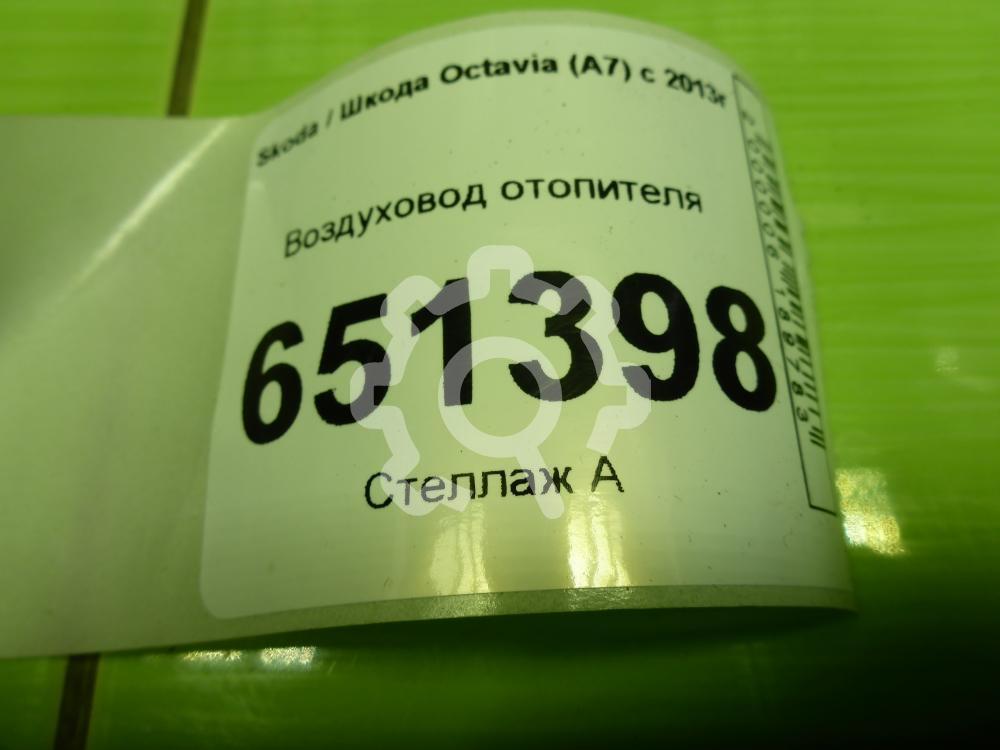 Skoda / Шкода Octavia (A7) с 2013г
Воздуховод отопителя
651398
Стеллаж А